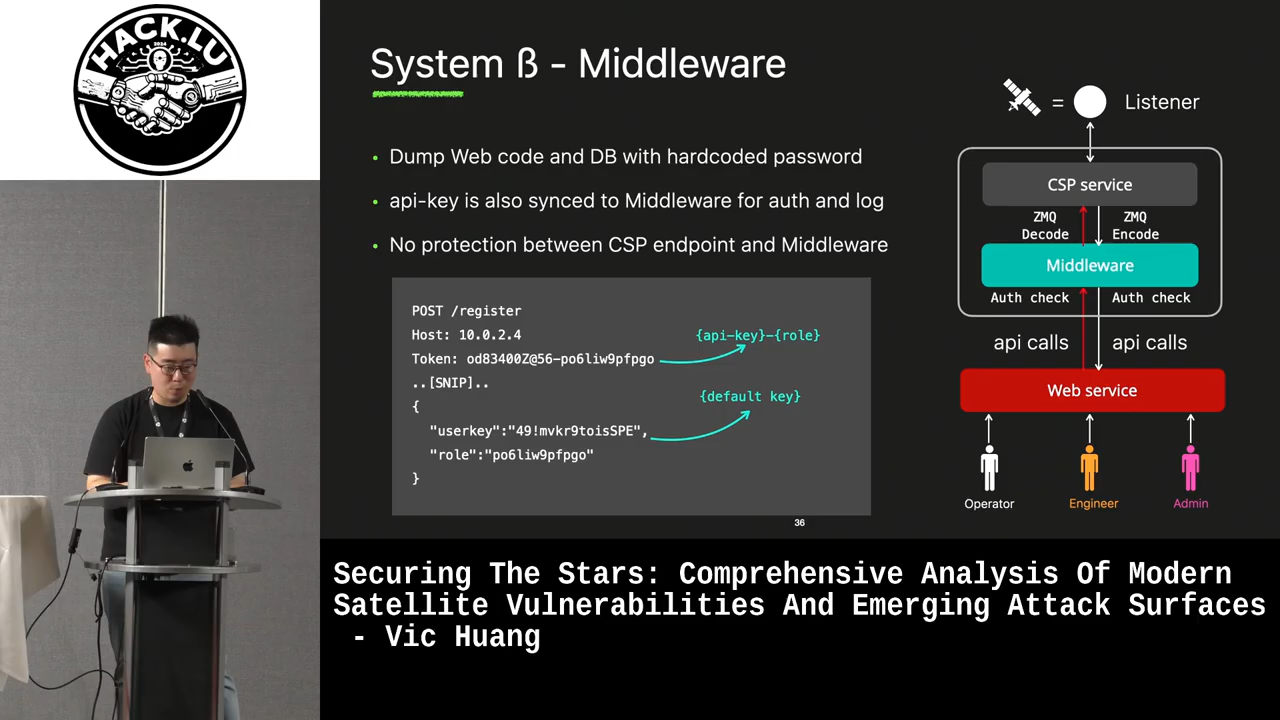 HACK.LU
2024
System ß - Middleware
• Dump Web code and DB with hardcoded password
• api-key is also synced to Middleware for auth and log
• No protection between CSP endpoint and Middleware
POST /register
Host: 10.0.2.4
Token: od83400Z@56-po6liw9pfpgo
..[SNIP]..
{
"userkey":"49!mvkr9toisSPE",
"role":"po6liw9pfpgo"
}
{api-key}-{role}
{default key}
36
= Listener
CSP service
ZMQ Decode
ZMQ Encode
Middleware
Auth check
Auth check
api calls
api calls
Web service
Operator
Engineer
Admin
Securing The Stars: Comprehensive Analysis Of Modern
Satellite Vulnerabilities And Emerging Attack Surfaces
- Vic Huang